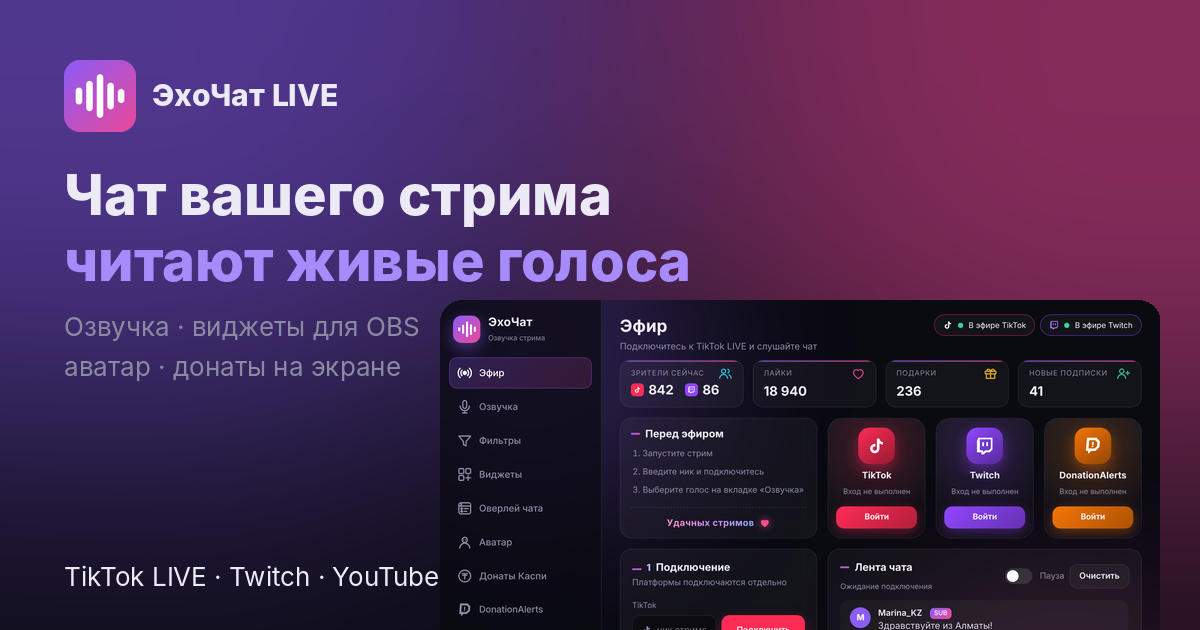 ЭхоЧат LIVE
Чат вашего стрима
читают живые голоса
Озвучка · виджеты для OBS
аватар · донаты на экране
TikTok LIVE · Twitch · YouTube
ЭхоЧат
Озвучка стрима
Эфир
Озвучка
Фильтры
Виджеты
Оверлей чата
Аватар
Донаты Каспи
DonationAlerts
Эфир
Подключитесь к TikTok LIVE и слушайте чат
В эфире TikTok
В эфире Twitch
ЗРИТЕЛИ СЕЙЧАС
842 86
ЛАЙКИ
18 940
ПОДАРКИ
236
НОВЫЕ ПОДПИСКИ
41
Перед эфиром
1. Запустите стрим
2. Введите ник и подключитесь
3. Выберите голос на вкладке «Озвучка»
Удачных стримов
TikTok
Вход не выполнен
Войти
Twitch
Вход не выполнен
Войти
DonationAlerts
Вход не выполнен
Войти
1 Подключение
Платформы подключаются отдельно
TikTok
Подключить
Лента чата
Ожидание подключения
Пауза
Очистить
M
Marina_KZ SUB
Здравствуйте из Алматы!